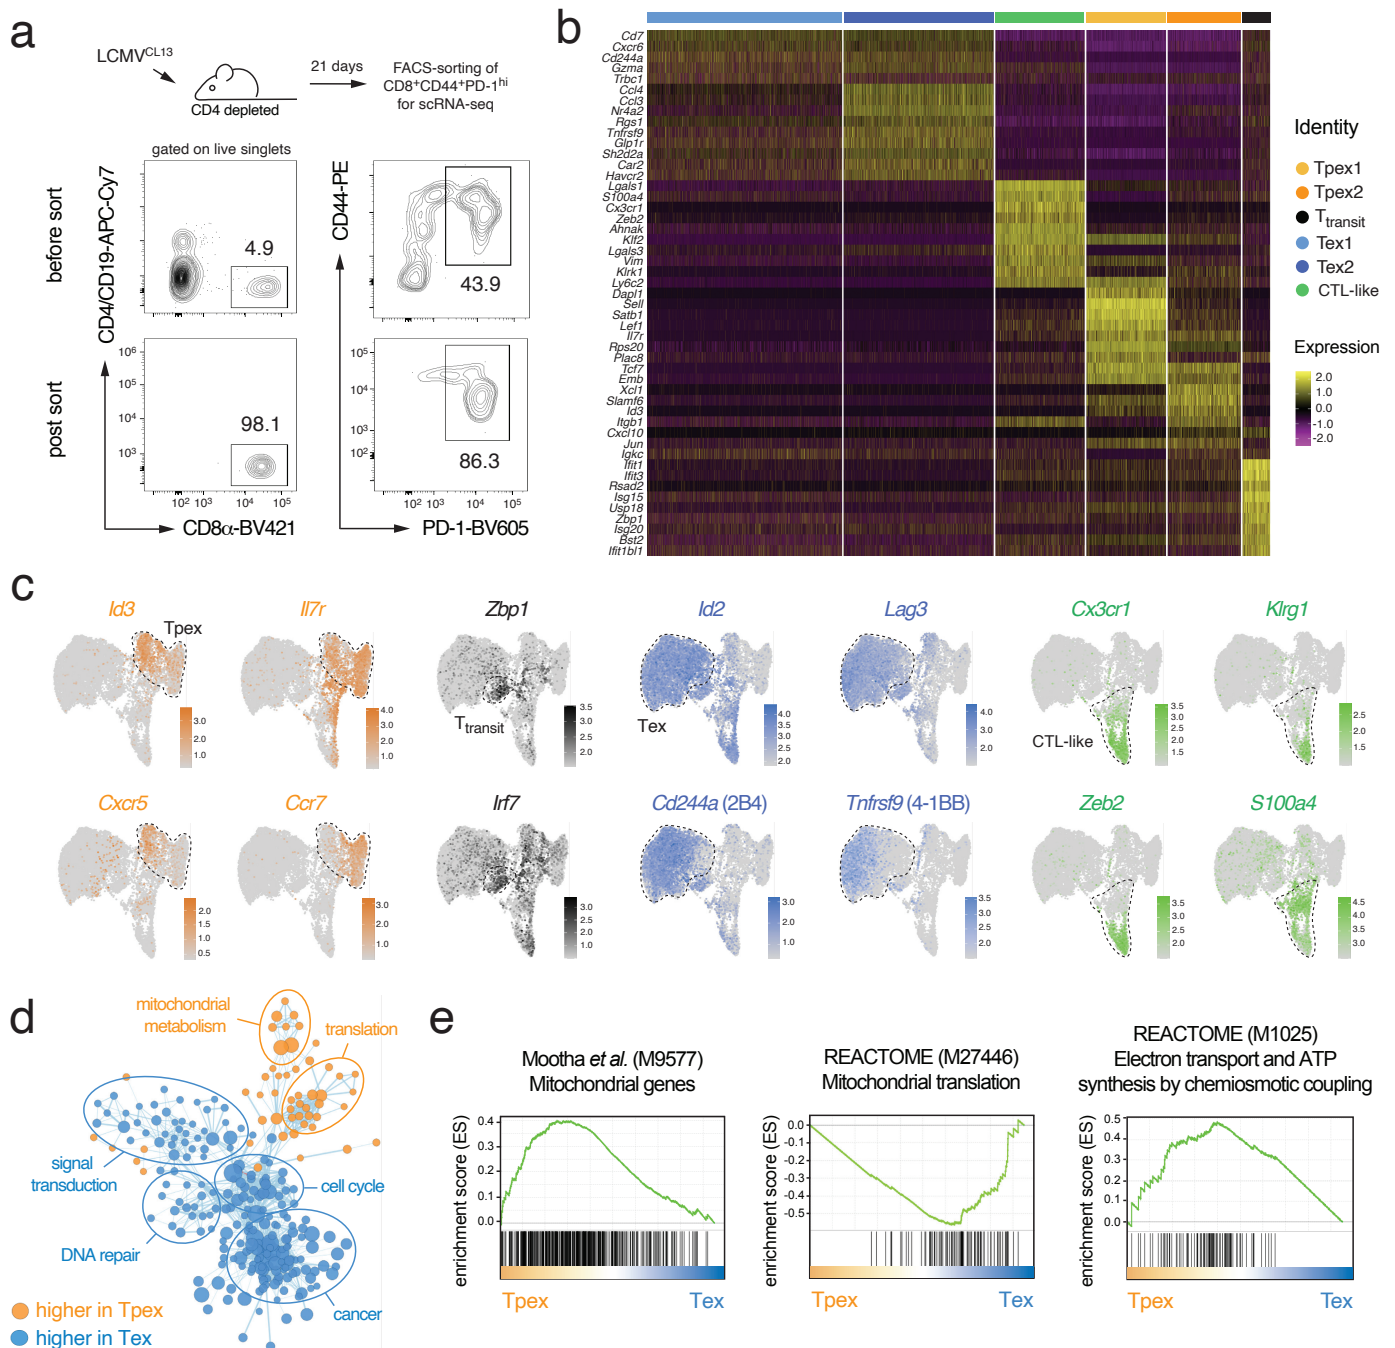 a
LCMVCL13
CD4 depleted
21 days
FACS-sorting of
CD8+CD44+PD-1hi
for scRNA-seq
gated on live singlets
before sort
CD4/CD19-APC-Cy7
4.9
CD44-PE
43.9
post sort
10⁶
10⁵
10⁴
10³
98.1
10² 10³ 10⁴ 10⁵
CD8α-BV421
10⁵
10⁴
10³
10²
86.3
10² 10³ 10⁴ 10⁵
PD-1-BV605
b
Cd7
Cxcr6
Cd244a
Gzma
Trbc1
Ccl4
Ccl3
Nr4a2
Rgs1
Tnfrsf9
Glp1r
Sh2d2a
Car2
Havcr2
Lgals1
S100a4
Cx3cr1
Zeb2
Ahnak
Klf2
Lgals3
Vim
Klrk1
Ly6c2
Dapl1
Sell
Satb1
Lef1
Il7r
Rps20
Plac8
Tcf7
Emb
Xcl1
Slamf6
Id3
Itgb1
Cxcl10
Jun
Igkc
Ifit1
Ifit3
Rsad2
Isg15
Usp18
Zbp1
Isg20
Bst2
Ifit1bl1
Identity
Tpex1
Tpex2
Ttransit
Tex1
Tex2
CTL-like
Expression
2.0
1.0
0.0
-1.0
-2.0
c
Id3
Tpex
3.0
2.0
1.0
Il7r
4.0
3.0
2.0
1.0
Zbp1
Ttransit
3.5
3.0
2.5
2.0
Id2
Tex
4.0
3.0
2.0
1.0
Lag3
4.0
3.0
2.0
Cx3cr1
CTL-like
3.5
3.0
2.5
1.5
Klrg1
2.5
1.5
Cxcr5
2.0
1.5
1.0
0.5
Ccr7
3.0
2.0
1.0
Irf7
3.0
2.5
2.0
1.5
1.0
Cd244a (2B4)
3.0
2.0
1.0
Tnfrsf9 (4-1BB)
3.5
3.0
2.5
2.0
Zeb2
3.5
3.0
2.5
2.0
S100a4
4.5
4.0
3.5
3.0
d
mitochondrial
metabolism
translation
signal
transduction
cell cycle
DNA repair
cancer
higher in Tpex
higher in Tex
e
Mootha et al. (M9577)
Mitochondrial genes
enrichment score (ES)
0.4
0.3
0.2
0.1
0.0
Tpex
Tex
REACTOME (M27446)
Mitochondrial translation
enrichment score (ES)
0.0
-0.1
-0.2
-0.3
-0.4
-0.5
Tpex
Tex
REACTOME (M1025)
Electron transport and ATP
synthesis by chemiosmotic coupling
enrichment score (ES)
0.5
0.4
0.3
0.2
0.1
0.0
Tpex
Tex